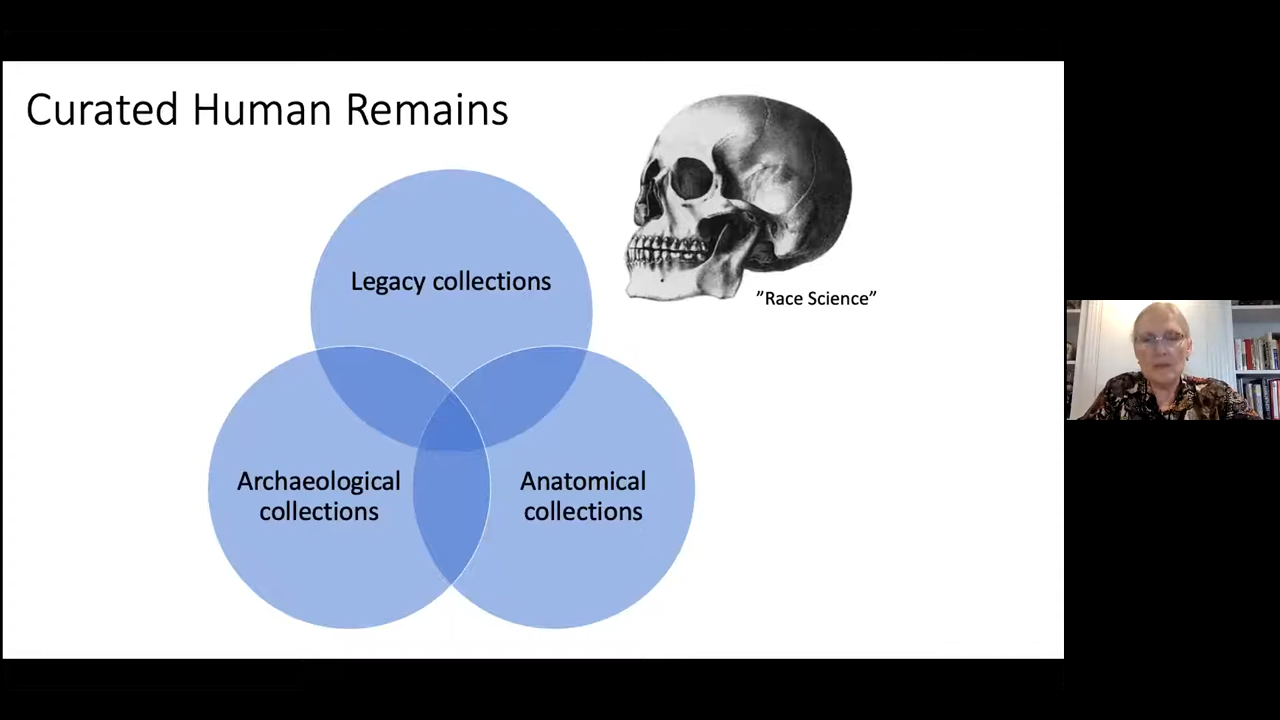 Curated Human Remains
Legacy collections
”Race Science”
Archaeological
collections
Anatomical
collections